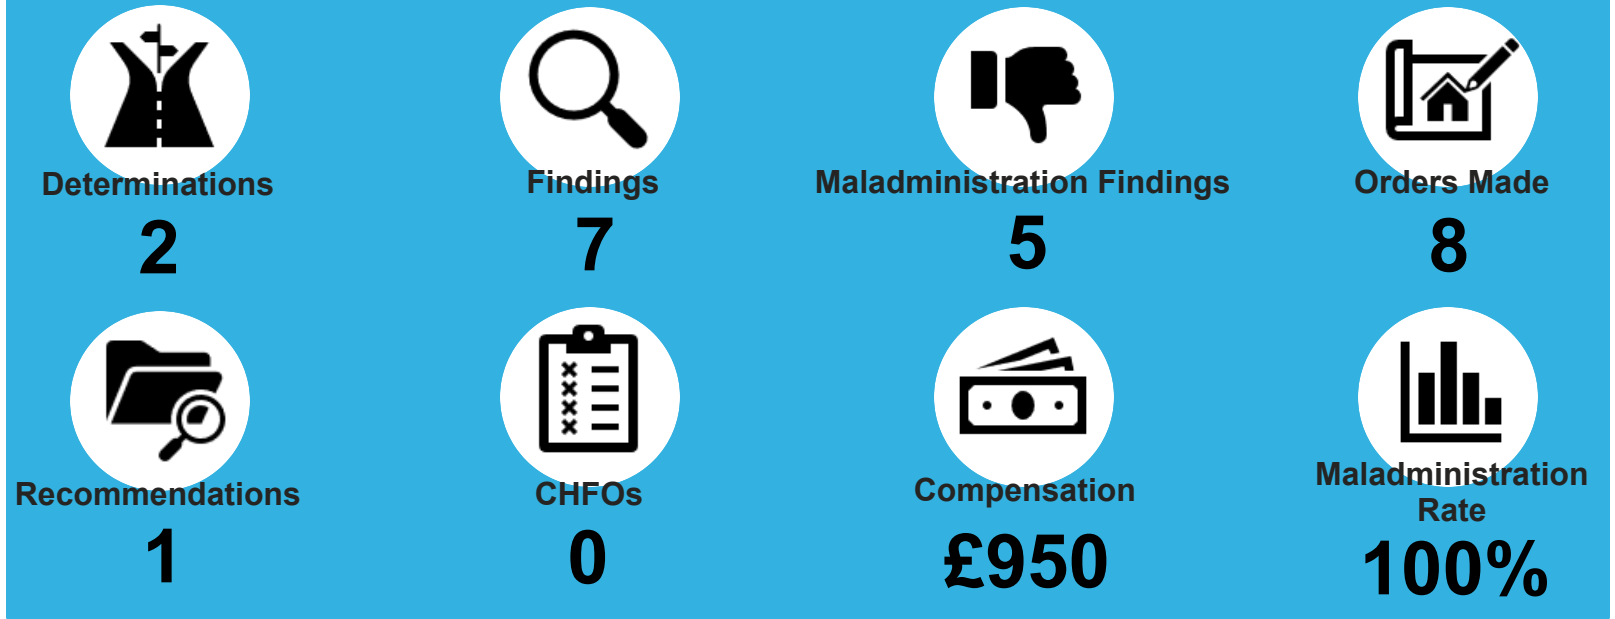 Determinations
2
Findings
7
Maladministration Findings
5
Orders Made
8
Recommendations
1
CHFOs
0
Compensation
£950
Maladministration
Rate
100%